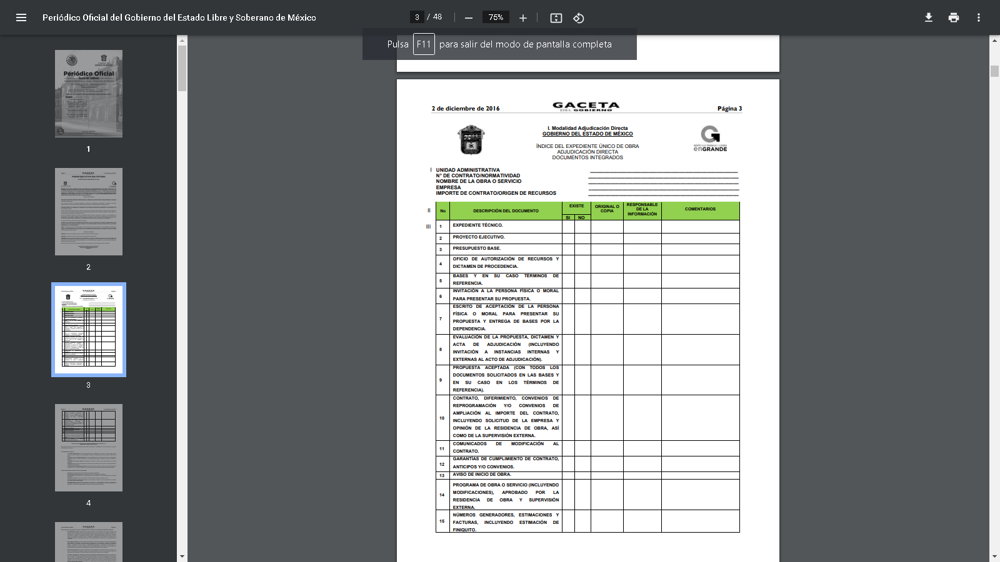 Periódico Oficial del Gobierno del Estado Libre y Soberano de México
3 / 48
75%
Pulsa F11 para salir del modo de pantalla completa
Periódico Oficial
Gaceta del Gobierno
1
2
3
4
2 de diciembre de 2016
GACETA
DEL GOBIERNO
Página 3
I. Modalidad Adjudicación Directa
GOBIERNO DEL ESTADO DE MÉXICO
ÍNDICE DEL EXPEDIENTE ÚNICO DE OBRA
ADJUDICACIÓN DIRECTA
DOCUMENTOS INTEGRADOS
GENTE QUE TRABAJA Y LOGRA
enGRANDE
I UNIDAD ADMINISTRATIVA
N° DE CONTRATO/NORMATIVIDAD
NOMBRE DE LA OBRA O SERVICIO
EMPRESA
IMPORTE DE CONTRATO/ORIGEN DE RECURSOS
II No DESCRIPCIÓN DEL DOCUMENTO EXISTE SI NO ORIGINAL O COPIA RESPONSABLE DE LA INFORMACIÓN COMENTARIOS
III 1 EXPEDIENTE TÉCNICO.
2 PROYECTO EJECUTIVO.
3 PRESUPUESTO BASE.
4 OFICIO DE AUTORIZACIÓN DE RECURSOS Y
DICTAMEN DE PROCEDENCIA.
5 BASES Y EN SU CASO TÉRMINOS DE
REFERENCIA.
6 INVITACIÓN A LA PERSONA FÍSICA O MORAL
PARA PRESENTAR SU PROPUESTA.
7 ESCRITO DE ACEPTACIÓN DE LA PERSONA
FÍSICA O MORAL PARA PRESENTAR SU
PROPUESTA Y ENTREGA DE BASES POR LA
DEPENDENCIA.
8 EVALUACIÓN DE LA PROPUESTA, DICTAMEN Y
ACTA DE ADJUDICACIÓN (INCLUYENDO
INVITACIÓN A INSTANCIAS INTERNAS Y
EXTERNAS AL ACTO DE ADJUDICACIÓN).
9 PROPUESTA ACEPTADA (CON TODOS LOS
DOCUMENTOS SOLICITADOS EN LAS BASES Y
EN SU CASO EN LOS TÉRMINOS DE
REFERENCIA).
10 CONTRATO, DIFERIMIENTO, CONVENIOS DE
REPROGRAMACIÓN Y/O CONVENIOS DE
AMPLIACIÓN AL IMPORTE DEL CONTRATO,
INCLUYENDO SOLICITUD DE LA EMPRESA Y
OPINIÓN DE LA RESIDENCIA DE OBRA, ASÍ
COMO DE LA SUPERVISIÓN EXTERNA.
11 COMUNICADOS DE MODIFICACIÓN AL
CONTRATO.
12 GARANTÍAS DE CUMPLIMIENTO DE CONTRATO,
ANTICIPOS Y/O CONVENIOS.
13 AVISO DE INICIO DE OBRA.
14 PROGRAMA DE OBRA O SERVICIO (INCLUYENDO
MODIFICACIONES), APROBADO POR LA
RESIDENCIA DE OBRA Y SUPERVISIÓN
EXTERNA.
15 NÚMEROS GENERADORES, ESTIMACIONES Y
FACTURAS, INCLUYENDO ESTIMACIÓN DE
FINIQUITO.